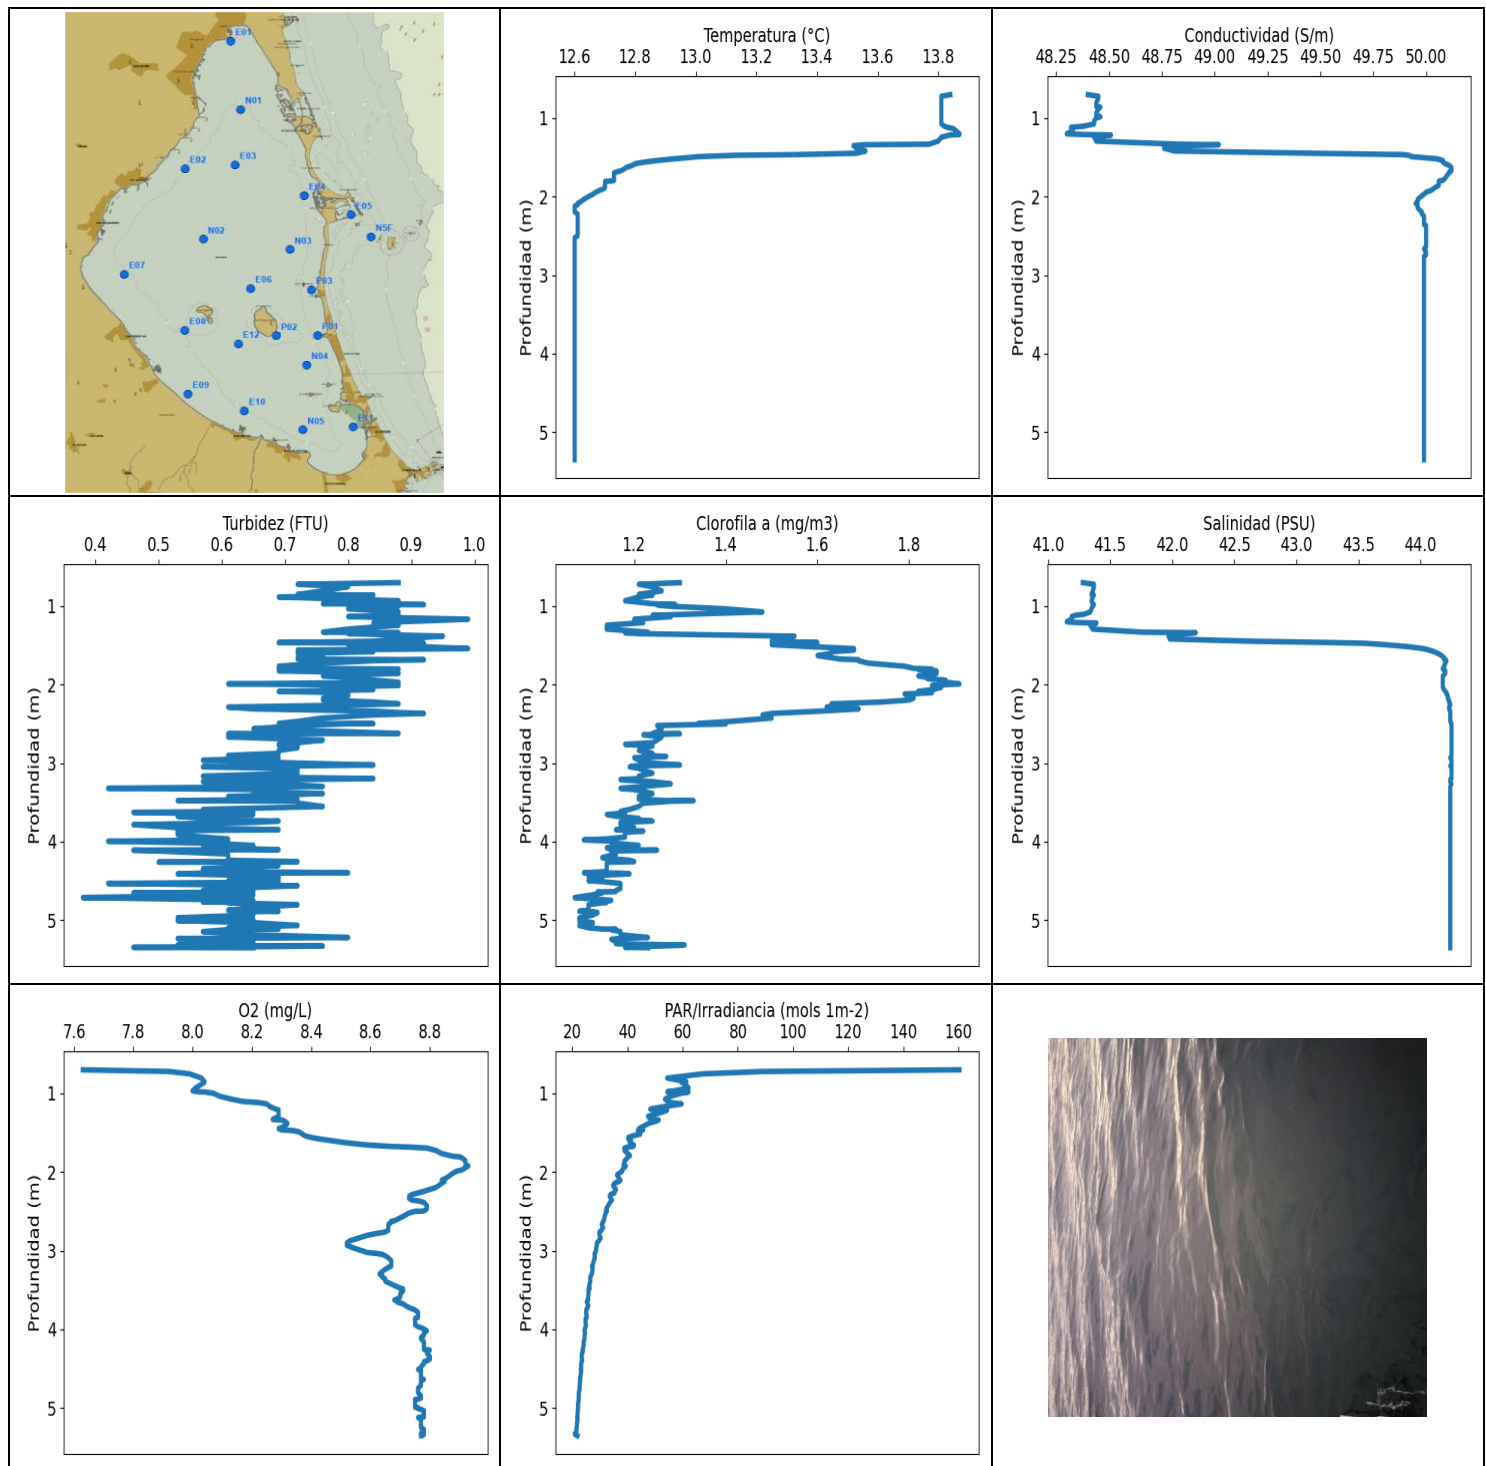 E01
N01
E02
E03
E04
E05
N5F
N02
N03
E07
E06
P03
E08
E12
P02
P01
N04
E09
E10
N05
E11
Temperatura (°C)
12.6 12.8 13.0 13.2 13.4 13.6 13.8
Profundidad (m)
1
2
3
4
5
Conductividad (S/m)
48.25 48.50 48.75 49.00 49.25 49.50 49.75 50.00
Profundidad (m)
1
2
3
4
5
Turbidez (FTU)
0.4 0.5 0.6 0.7 0.8 0.9 1.0
Profundidad (m)
1
2
3
4
5
Clorofila a (mg/m3)
1.2 1.4 1.6 1.8
Profundidad (m)
1
2
3
4
5
Salinidad (PSU)
41.0 41.5 42.0 42.5 43.0 43.5 44.0
Profundidad (m)
1
2
3
4
5
O2 (mg/L)
7.6 7.8 8.0 8.2 8.4 8.6 8.8
Profundidad (m)
1
2
3
4
5
PAR/Irradiancia (mols 1m-2)
20 40 60 80 100 120 140 160
Profundidad (m)
1
2
3
4
5